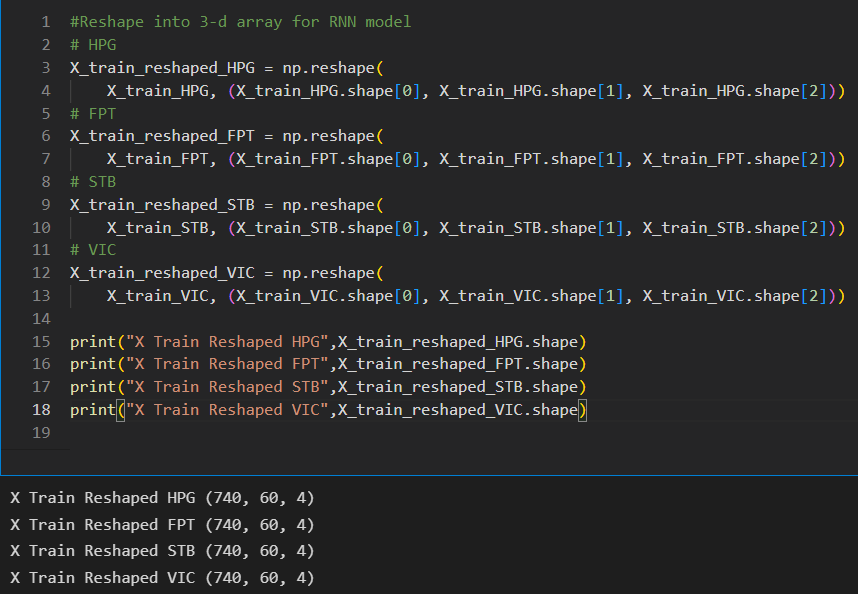 1 #Reshape into 3-d array for RNN model
2 # HPG
3 X_train_reshaped_HPG = np.reshape(
4 X_train_HPG, (X_train_HPG.shape[0], X_train_HPG.shape[1], X_train_HPG.shape[2]))
5 # FPT
6 X_train_reshaped_FPT = np.reshape(
7 X_train_FPT, (X_train_FPT.shape[0], X_train_FPT.shape[1], X_train_FPT.shape[2]))
8 # STB
9 X_train_reshaped_STB = np.reshape(
10 X_train_STB, (X_train_STB.shape[0], X_train_STB.shape[1], X_train_STB.shape[2]))
11 # VIC
12 X_train_reshaped_VIC = np.reshape(
13 X_train_VIC, (X_train_VIC.shape[0], X_train_VIC.shape[1], X_train_VIC.shape[2]))
14
15 print("X Train Reshaped HPG",X_train_reshaped_HPG.shape)
16 print("X Train Reshaped FPT",X_train_reshaped_FPT.shape)
17 print("X Train Reshaped STB",X_train_reshaped_STB.shape)
18 print("X Train Reshaped VIC",X_train_reshaped_VIC.shape)
19
X Train Reshaped HPG (740, 60, 4)
X Train Reshaped FPT (740, 60, 4)
X Train Reshaped STB (740, 60, 4)
X Train Reshaped VIC (740, 60, 4)